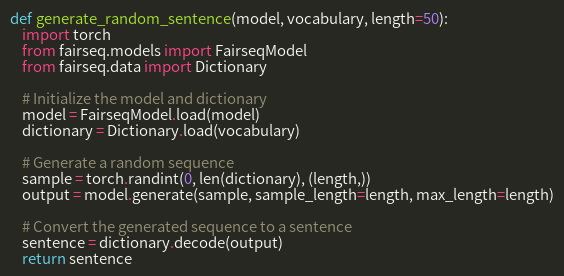 def generate_random_sentence(model, vocabulary, length=50):
import torch
from fairseq.models import FairseqModel
from fairseq.data import Dictionary
# Initialize the model and dictionary
model = FairseqModel.load(model)
dictionary = Dictionary.load(vocabulary)
# Generate a random sequence
sample = torch.randint(0, len(dictionary), (length,))
output = model.generate(sample, sample_length=length, max_length=length)
# Convert the generated sequence to a sentence
sentence = dictionary.decode(output)
return sentence